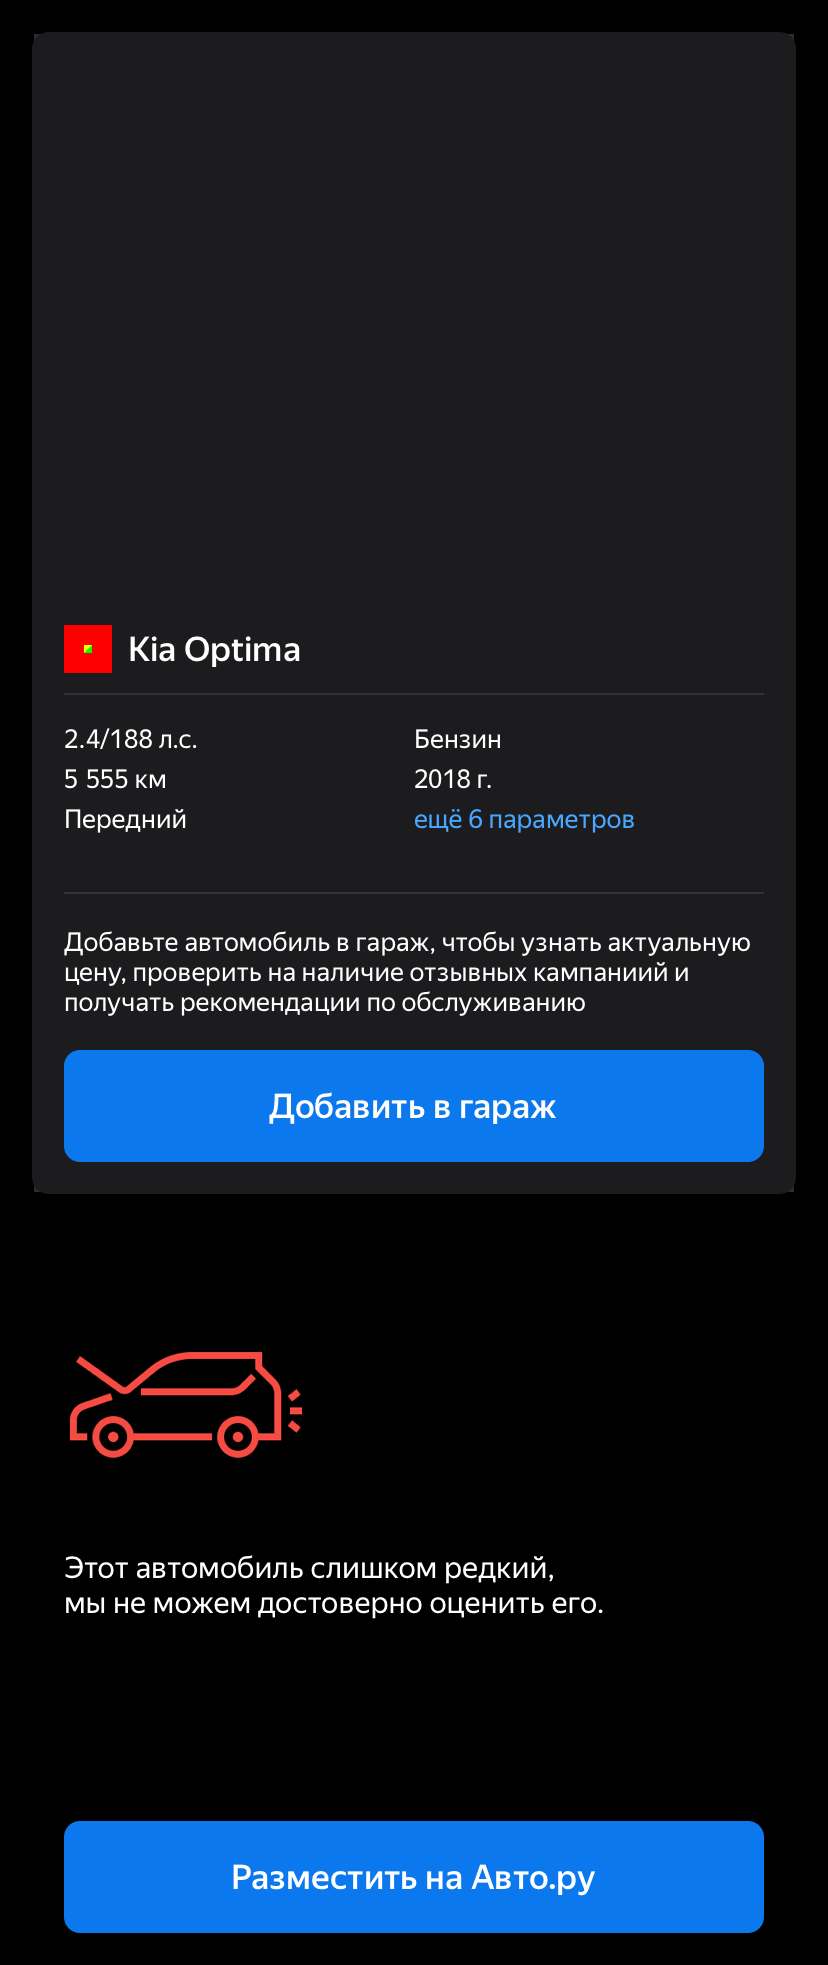 Kia Optima
2.4/188 л.с.
Бензин
5 555 км
2018 г.
Передний
ещё 6 параметров
Добавьте автомобиль в гараж, чтобы узнать актуальную
цену, проверить на наличие отзывных кампаниий и
получать рекомендации по обслуживанию
Добавить в гараж
Этот автомобиль слишком редкий,
мы не можем достоверно оценить его.
Разместить на Авто.ру